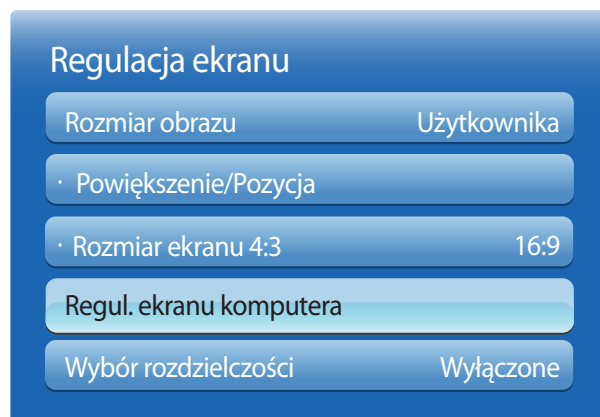 Regulacja ekranu
Rozmiar obrazu Użytkownika
· Powiększenie/Pozycja
· Rozmiar ekranu 4:3 16:9
Regul. ekranu komputera
Wybór rozdzielczości Wyłączone